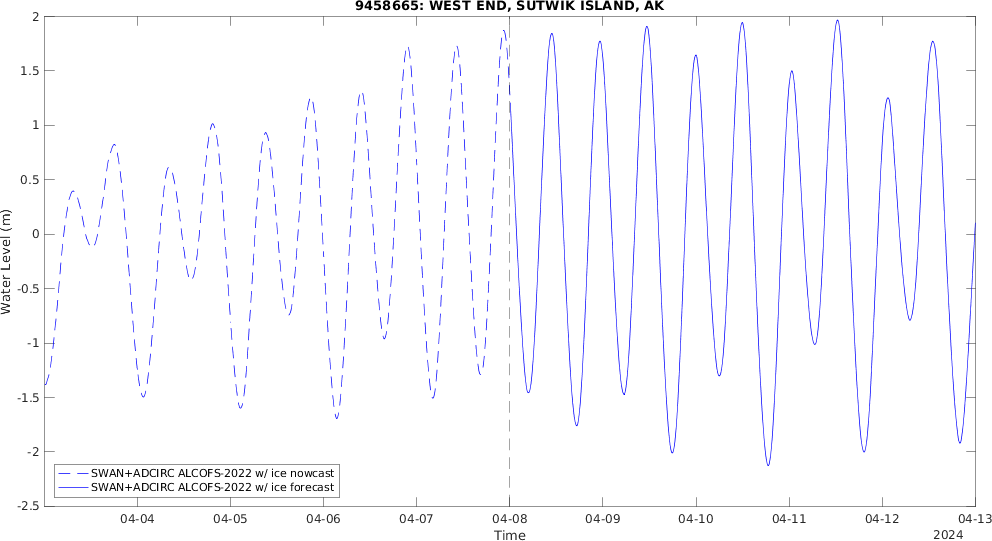 9458665: WEST END, SUTWIK ISLAND, AK
2
1.5
1
0.5
0
-0.5
-1
-1.5
-2
-2.5
Water Level (m)
SWAN+ADCIRC ALCOFS-2022 w/ ice nowcast
SWAN+ADCIRC ALCOFS-2022 w/ ice forecast
04-04 04-05 04-06 04-07 04-08 04-09 04-10 04-11 04-12 04-13
Time
2024